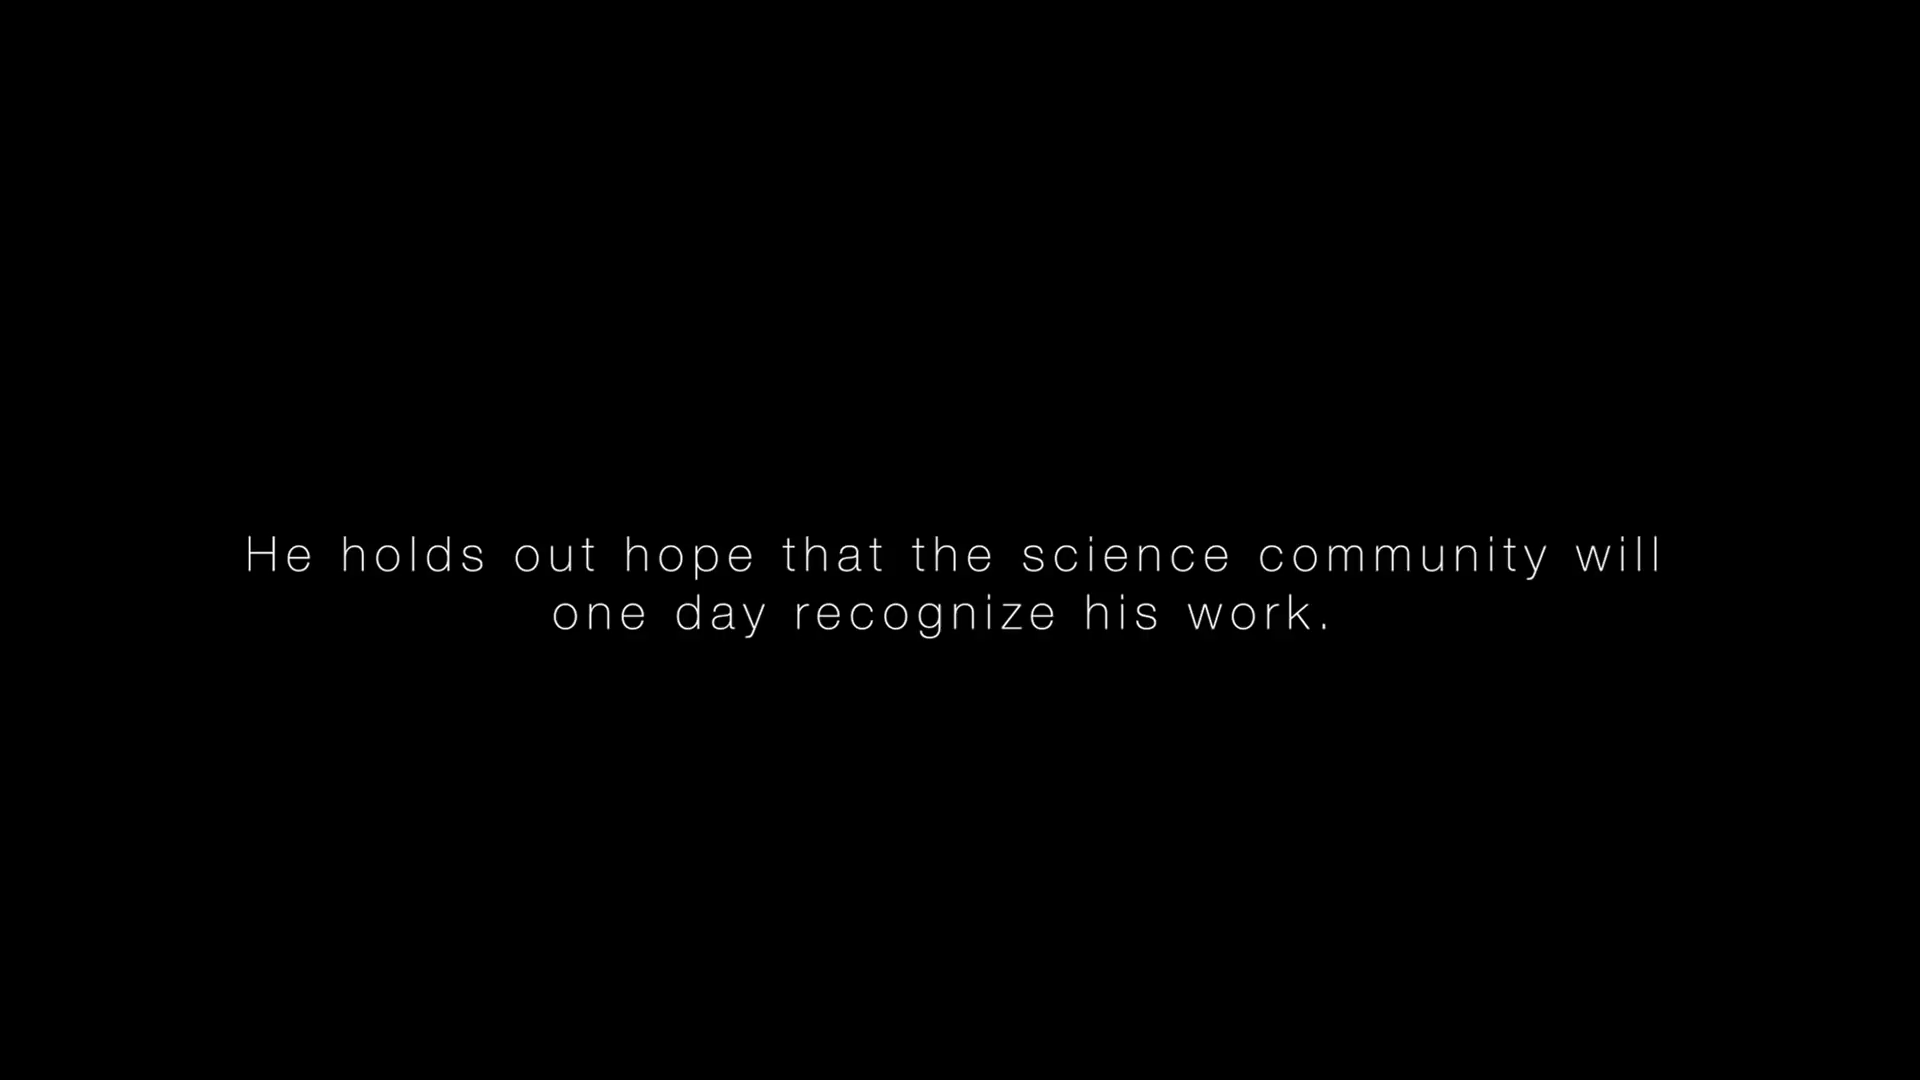 He holds out hope that the science community will
one day recognize his work.